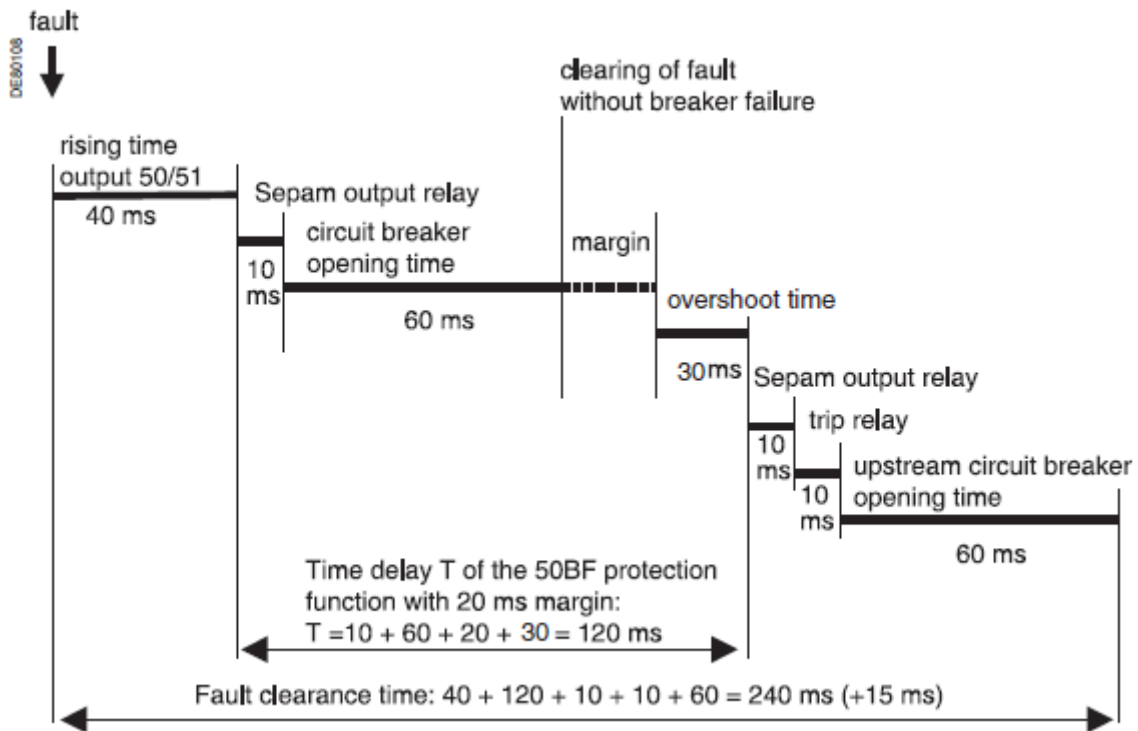 fault
DE80108
clearing of fault
without breaker failure
rising time
output 50/51
40 ms
Sepam output relay
10
ms
circuit breaker
opening time
60 ms
margin
overshoot time
30 ms
Sepam output relay
10
ms
trip relay
10
ms
upstream circuit breaker
opening time
60 ms
Time delay T of the 50BF protection
function with 20 ms margin:
T =10 + 60 + 20 + 30 = 120 ms
Fault clearance time: 40 + 120 + 10 + 10 + 60 = 240 ms (+15 ms)